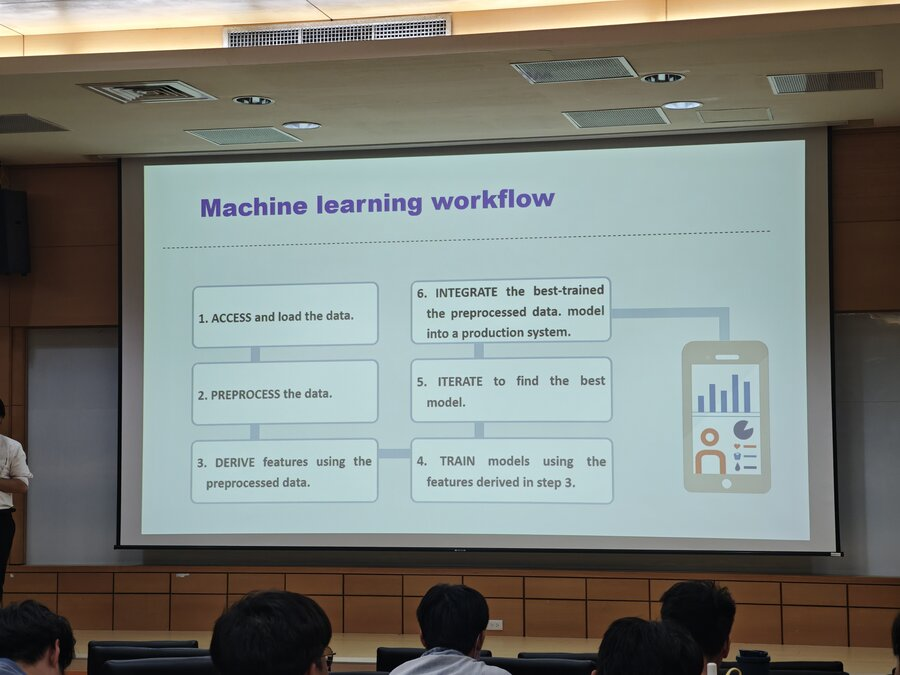 Machine learning workflow
1. ACCESS and load the data.
2. PREPROCESS the data.
3. DERIVE features using the
preprocessed data.
4. TRAIN models using the
features derived in step 3.
5. ITERATE to find the best
model.
6. INTEGRATE the best-trained
the preprocessed data. model
into a production system.